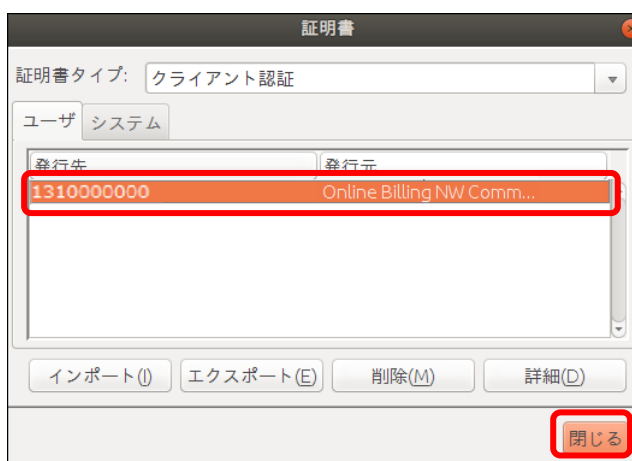 証明書
証明書タイプ: クライアント認証
ユーザ システム
発行先 発行元
1310000000 Online Billing NW Comm...
インポート(I) エクスポート(E) 削除(M) 詳細(D)
閉じる